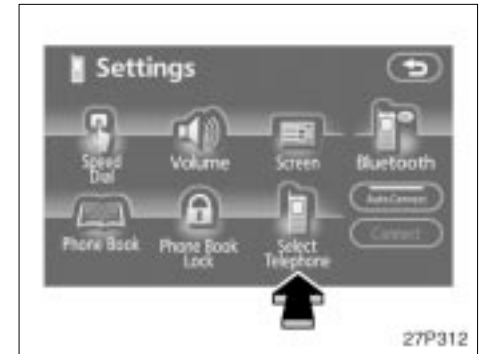 Settings
Speed
Dial
Volume
Screen
Bluetooth
Auto Connect
Phone Book
Phone Book
Lock
Select
Telephone
Connect
27P312